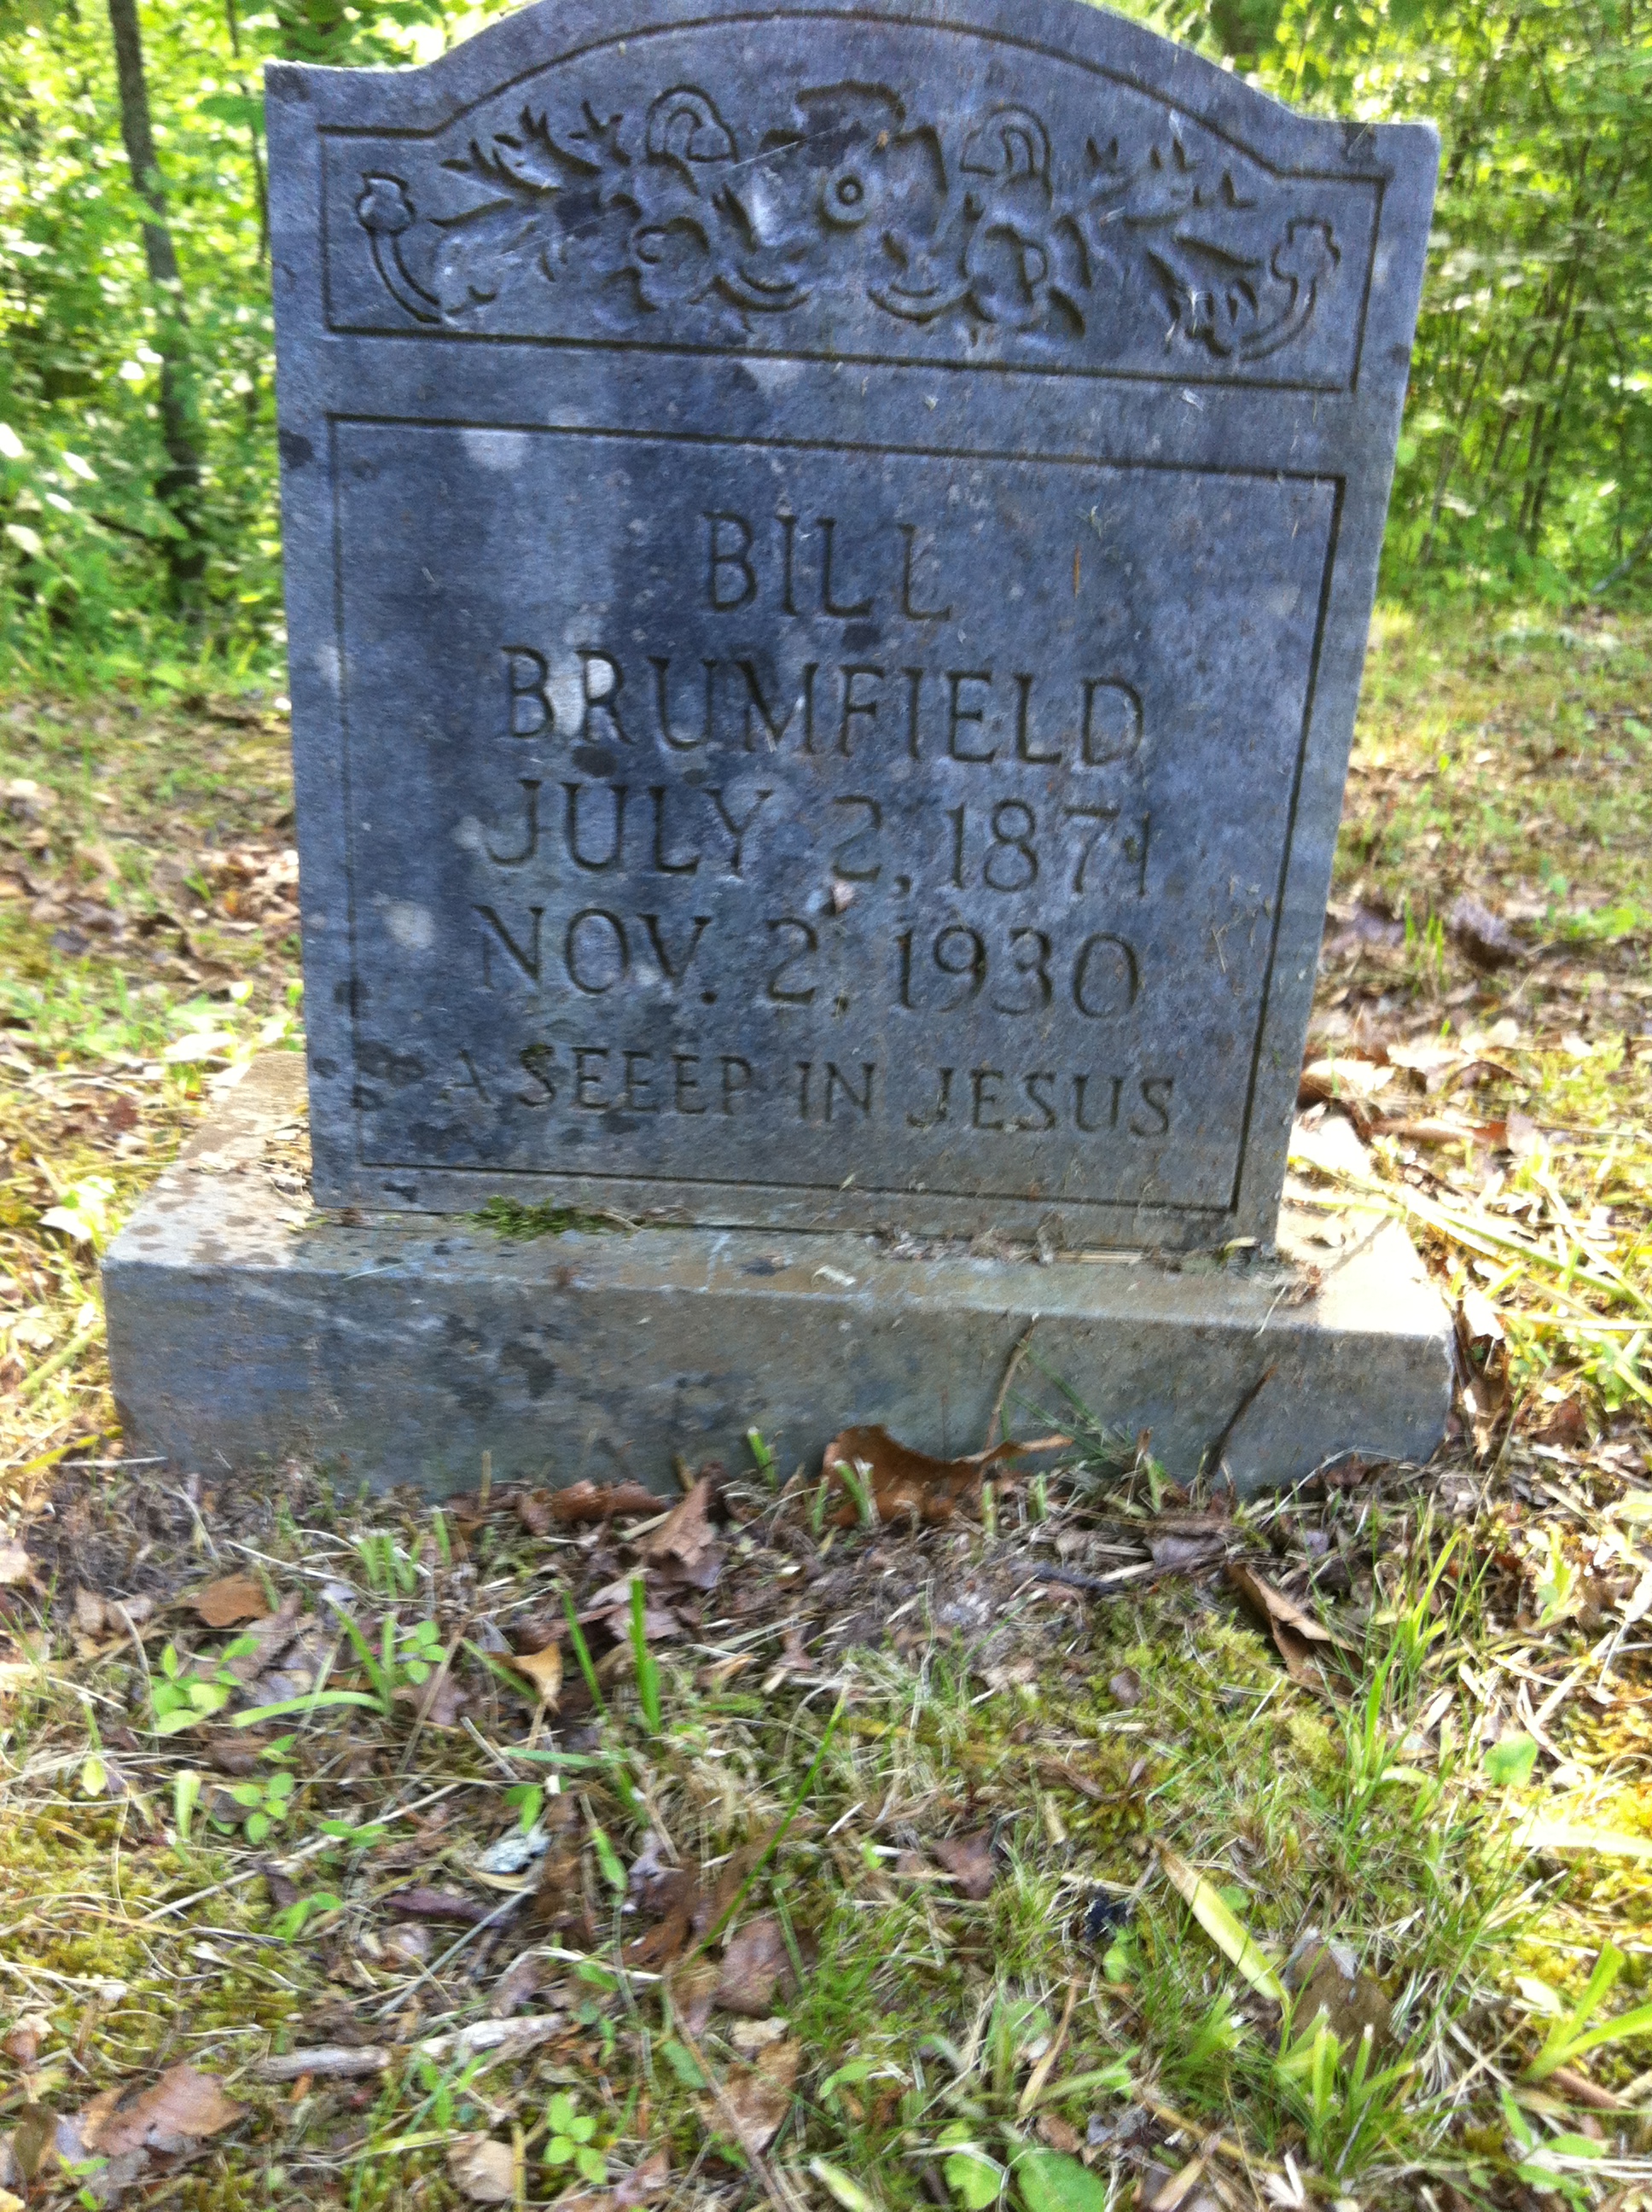 BILL
BRUMFIELD
JULY 2, 1871
NOV. 2, 1930
A SEEEP IN JESUS